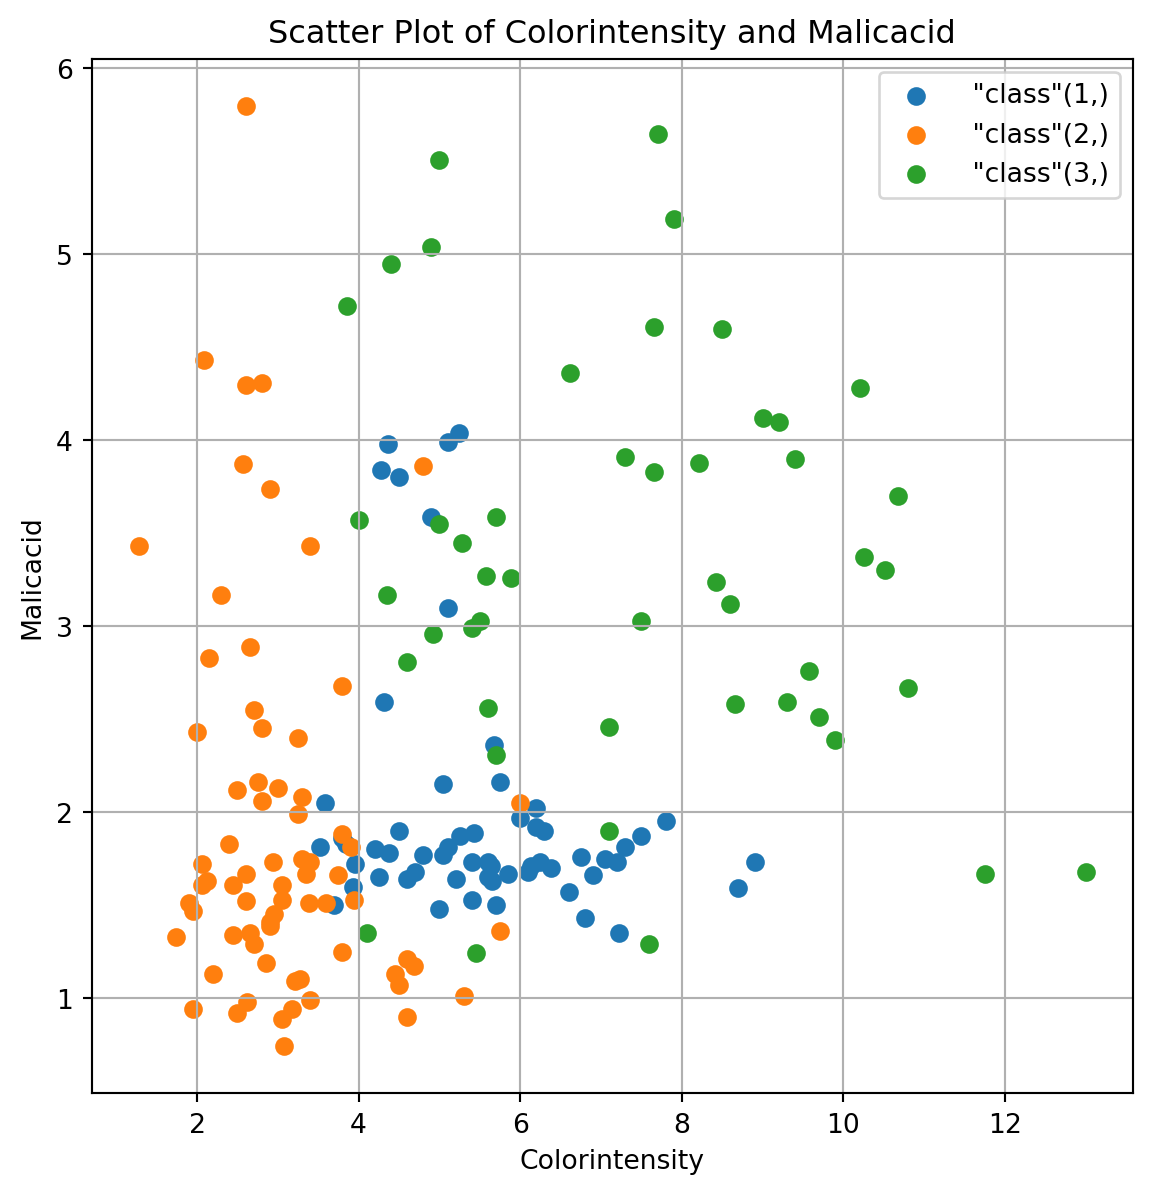 Scatter Plot of Colorintensity and Malicacid
"class"(1,)
"class"(2,)
"class"(3,)
6
5
4
3
2
1
Malicacid
2 4 6 8 10 12
Colorintensity